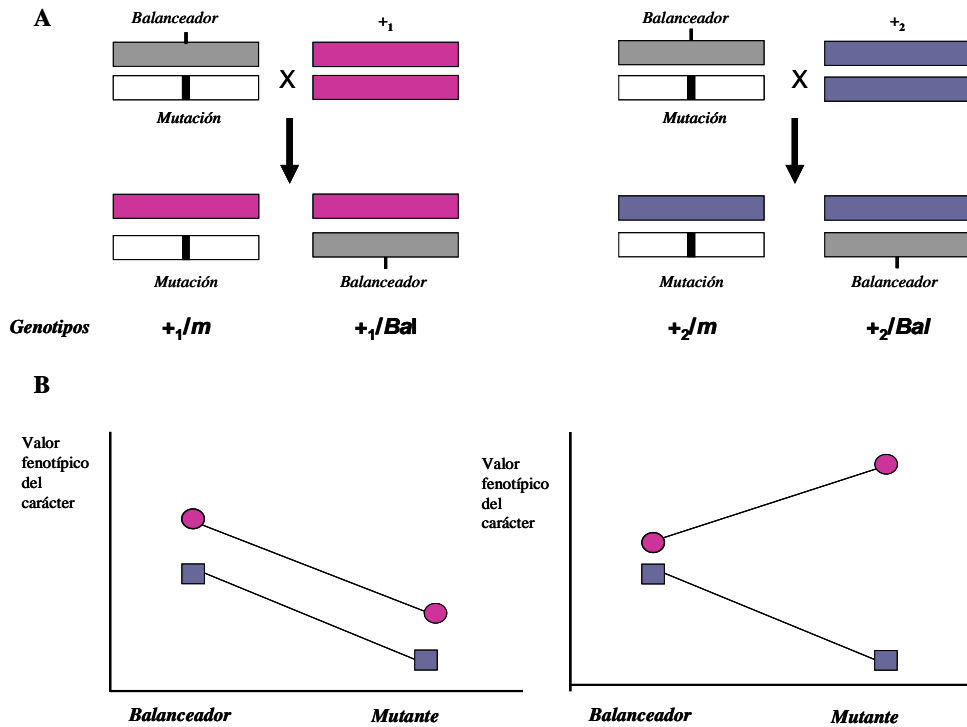 A
Balanceador
+1
X
Mutación
Mutación
Balanceador
Balanceador
+2
X
Mutación
Mutación
Balanceador
Genotipos
+1/m
+1/Bal
+2/m
+2/Bal
B
Valor
fenotípico
del
carácter
Balanceador
Mutante
Valor
fenotípico
del
carácter
Balanceador
Mutante